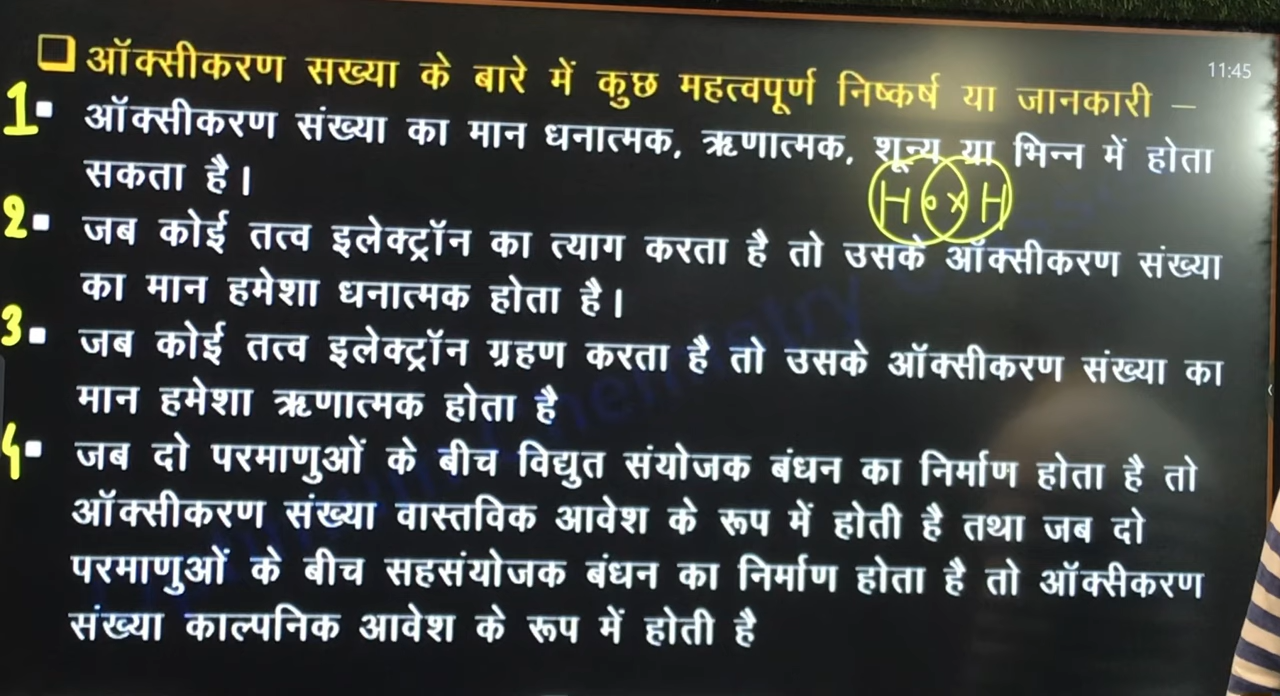 ❑ ऑक्सीकरण सख्या के बारे में कुछ महत्वपूर्ण निष्कर्ष या जानकारी –
11:45
1▪ ऑक्सीकरण संख्या का मान धनात्मक, ऋणात्मक, शून्य या भिन्न में होता
सकता है।
H • × H
2▪ जब कोई तत्व इलेक्ट्रॉन का त्याग करता है तो उसके ऑक्सीकरण संख्या
का मान हमेशा धनात्मक होता है।
3▪ जब कोई तत्व इलेक्ट्रॉन ग्रहण करता है तो उसके ऑक्सीकरण संख्या का
मान हमेशा ऋणात्मक होता है
4▪ जब दो परमाणुओं के बीच विद्युत संयोजक बंधन का निर्माण होता है तो
ऑक्सीकरण संख्या वास्तविक आवेश के रूप में होती है तथा जब दो
परमाणुओं के बीच सहसंयोजक बंधन का निर्माण होता है तो ऑक्सीकरण
संख्या काल्पनिक आवेश के रूप में होती है